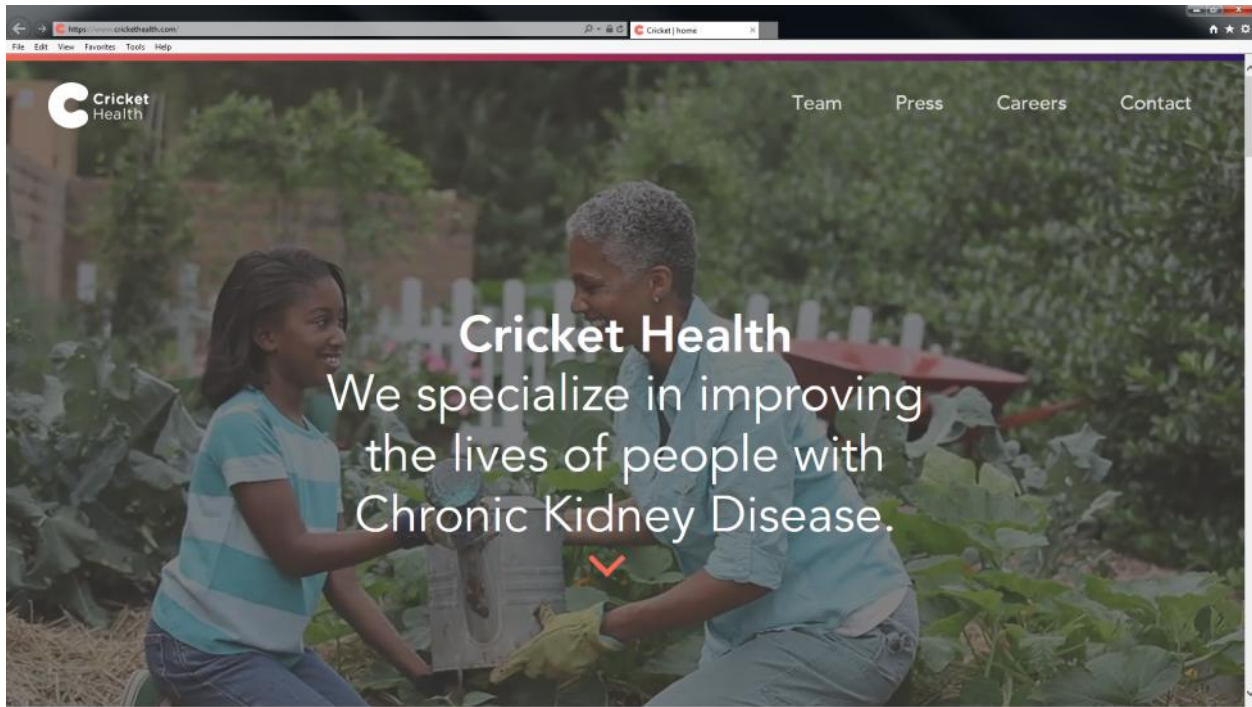 https://www.crickethealth.com/
Cricket | home
File Edit View Favorites Tools Help
Cricket
Health
Team Press Careers Contact
Cricket Health
We specialize in improving
the lives of people with
Chronic Kidney Disease.